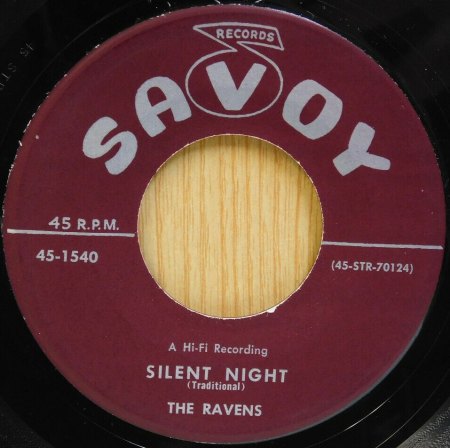 RECORDS
SAVOY
45 R.P.M.
45-1540
(45-STR-70124)
A Hi-Fi Recording
SILENT NIGHT
(Traditional)
THE RAVENS